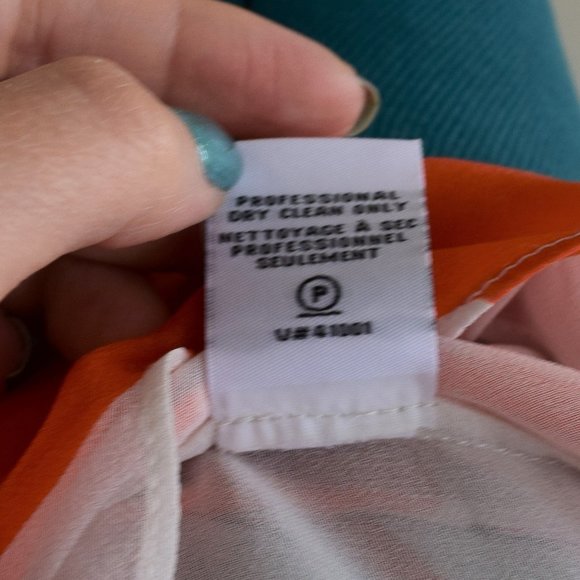 PROFESSIONAL
DRY CLEAN ONLY
NETTOYAGE À SEC
PROFESSIONNEL
SEULEMENT
P
U#41001